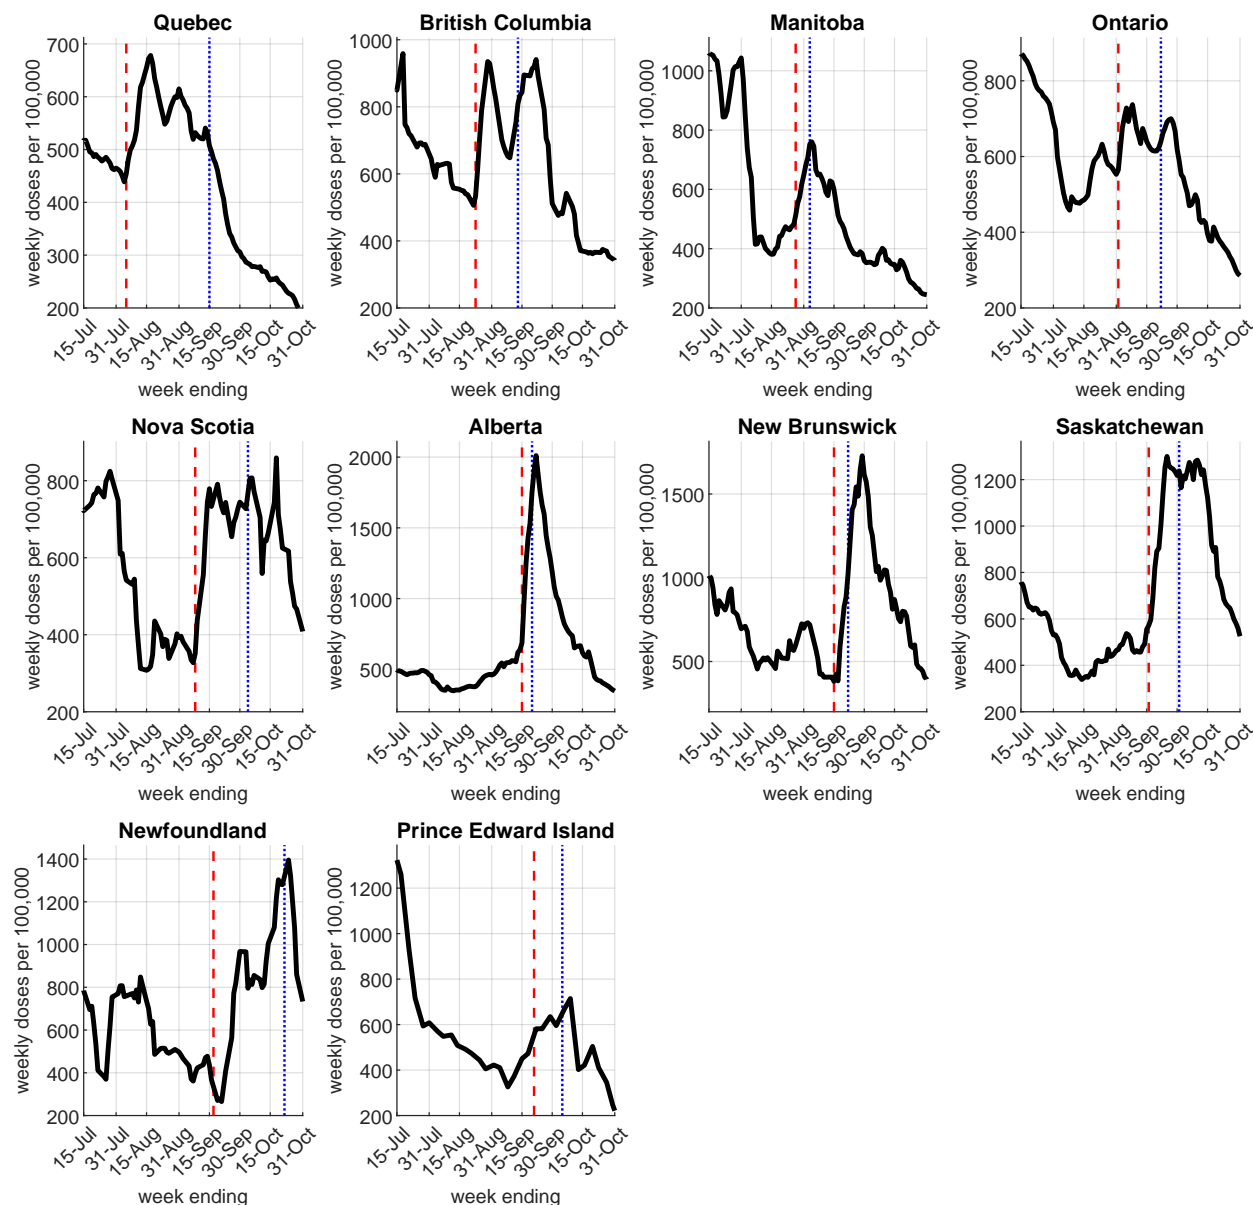 Quebec
weekly doses per 100,000
700
600
500
400
300
200
15-Jul
31-Jul
15-Aug
31-Aug
15-Sep
30-Sep
15-Oct
31-Oct
week ending
British Columbia
weekly doses per 100,000
1000
800
600
400
200
15-Jul
31-Jul
15-Aug
31-Aug
15-Sep
30-Sep
15-Oct
31-Oct
week ending
Manitoba
weekly doses per 100,000
1000
800
600
400
200
15-Jul
31-Jul
15-Aug
31-Aug
15-Sep
30-Sep
15-Oct
31-Oct
week ending
Ontario
weekly doses per 100,000
800
600
400
200
15-Jul
31-Jul
15-Aug
31-Aug
15-Sep
30-Sep
15-Oct
31-Oct
week ending
Nova Scotia
weekly doses per 100,000
800
600
400
200
15-Jul
31-Jul
15-Aug
31-Aug
15-Sep
30-Sep
15-Oct
31-Oct
week ending
Alberta
weekly doses per 100,000
2000
1500
1000
500
15-Jul
31-Jul
15-Aug
31-Aug
15-Sep
30-Sep
15-Oct
31-Oct
week ending
New Brunswick
weekly doses per 100,000
1500
1000
500
15-Jul
31-Jul
15-Aug
31-Aug
15-Sep
30-Sep
15-Oct
31-Oct
week ending
Saskatchewan
weekly doses per 100,000
1200
1000
800
600
400
200
15-Jul
31-Jul
15-Aug
31-Aug
15-Sep
30-Sep
15-Oct
31-Oct
week ending
Newfoundland
weekly doses per 100,000
1400
1200
1000
800
600
400
200
15-Jul
31-Jul
15-Aug
31-Aug
15-Sep
30-Sep
15-Oct
31-Oct
week ending
Prince Edward Island
weekly doses per 100,000
1200
1000
800
600
400
200
15-Jul
31-Jul
15-Aug
31-Aug
15-Sep
30-Sep
15-Oct
31-Oct
week ending